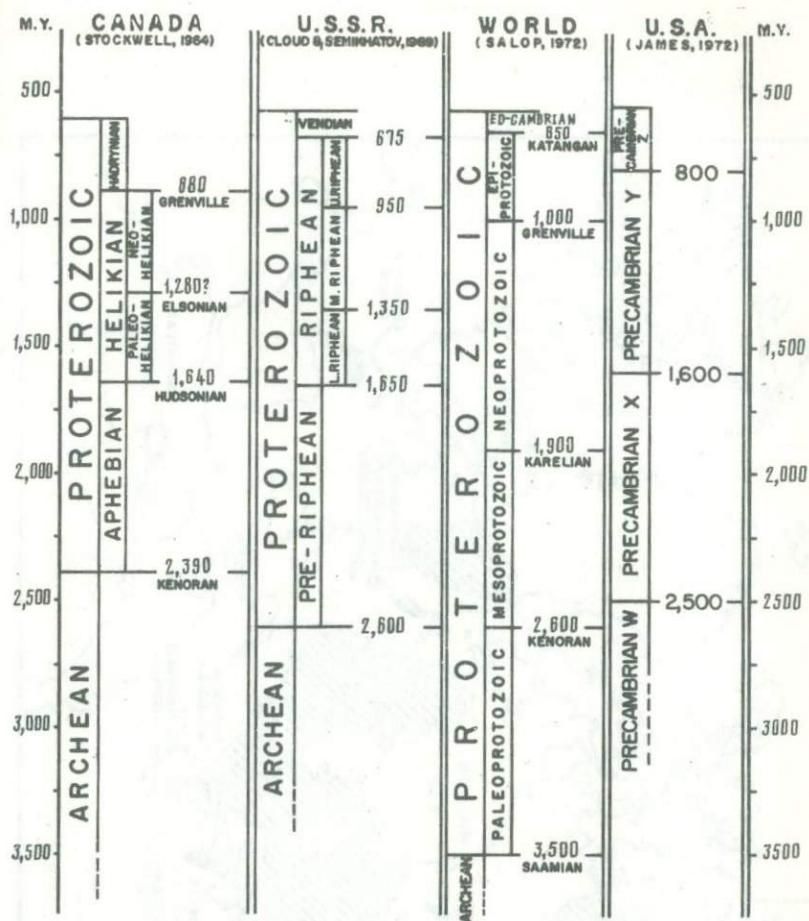 M.Y.
CANADA
(STOCKWELL, 1964)
U.S.S.R.
(CLOUD & SEMIKHATOV, 1969)
WORLD
(SALOP, 1972)
U.S.A.
(JAMES, 1972)
M.Y.
500
1,000
1,500
2,000
2,500
3,000
3,500
PROTEROZOIC
ARCHEAN
HADRYNIAN
HELIKIAN
NEO-
HELIKIAN
PALEO-
HELIKIAN
APHEBIAN
880
GRENVILLE
1,280?
ELSONIAN
1,640
HUDSONIAN
2,390
KENORAN
PROTEROZOIC
ARCHEAN
VENDIAN
RIPHEAN
U.RIPHEAN
M. RIPHEAN
L.RIPHEAN
PRE-RIPHEAN
675
950
1,350
1,650
2,600
PROTEROZOIC
ARCHEAN
EO-CAMBRIAN
EPI-
PROTOZOIC
NEOPROTOZOIC
MESOPROTOZOIC
PALEOPROTOZOIC
650
KATANGAN
1,000
GRENVILLE
1,900
KARELIAN
2,600
KENORAN
3,500
SAAMIAN
PRE-
CAMBRIAN
Z
PRECAMBRIAN Y
PRECAMBRIAN X
PRECAMBRIAN W
800
1,600
2,500
500
1,000
1,500
2,000
2500
3000
3500